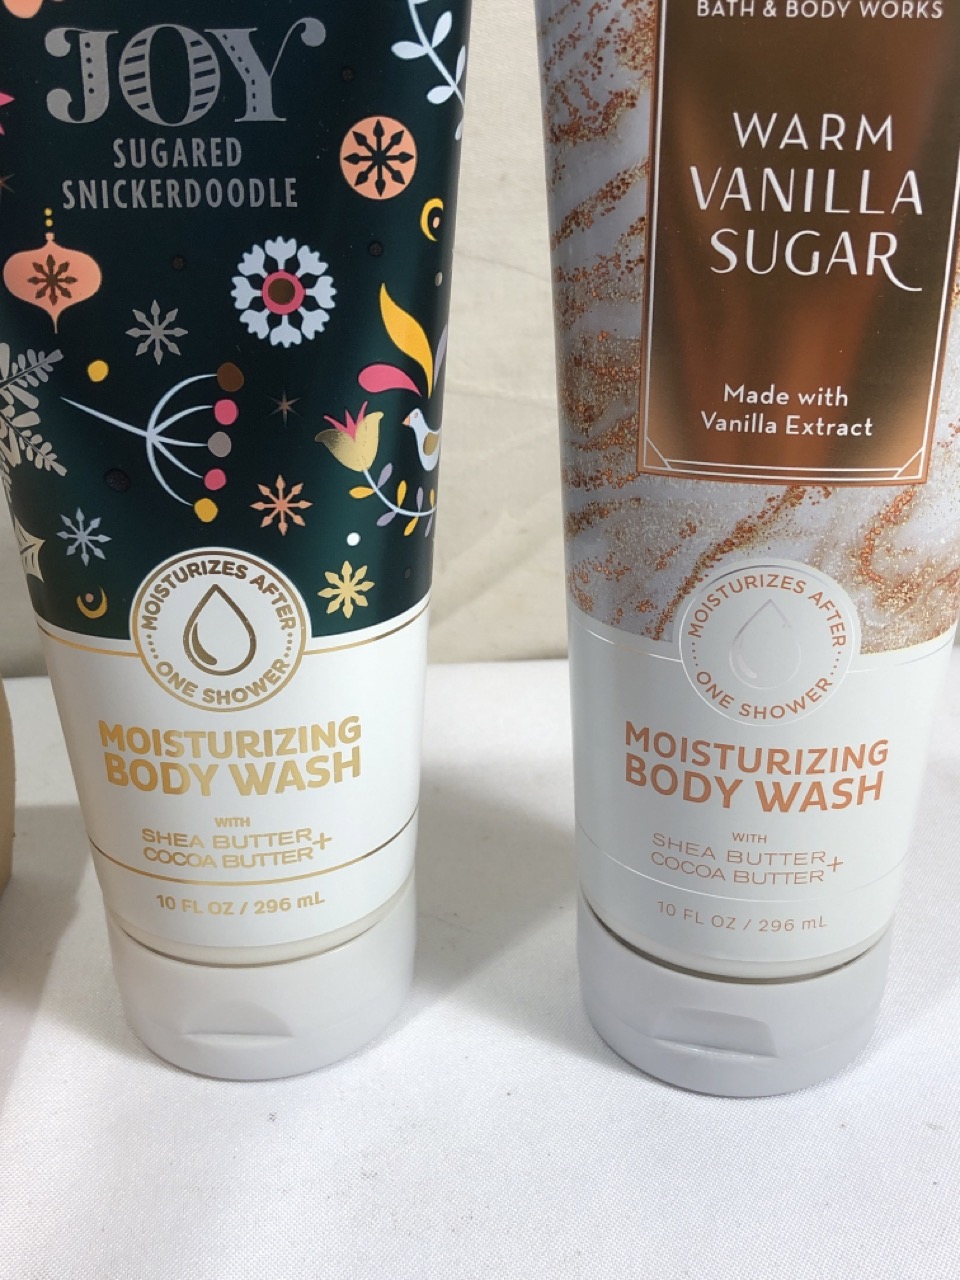 JOY
SUGARED
SNICKERDOODLE
MOISTURIZES AFTER
ONE SHOWER
MOISTURIZING
BODY WASH
WITH
SHEA BUTTER+
COCOA BUTTER
10 FL OZ / 296 mL
BATH & BODY WORKS
WARM
VANILLA
SUGAR
Made with
Vanilla Extract
MOISTURIZES AFTER
ONE SHOWER
MOISTURIZING
BODY WASH
WITH
SHEA BUTTER+
COCOA BUTTER
10 FL OZ / 296 mL